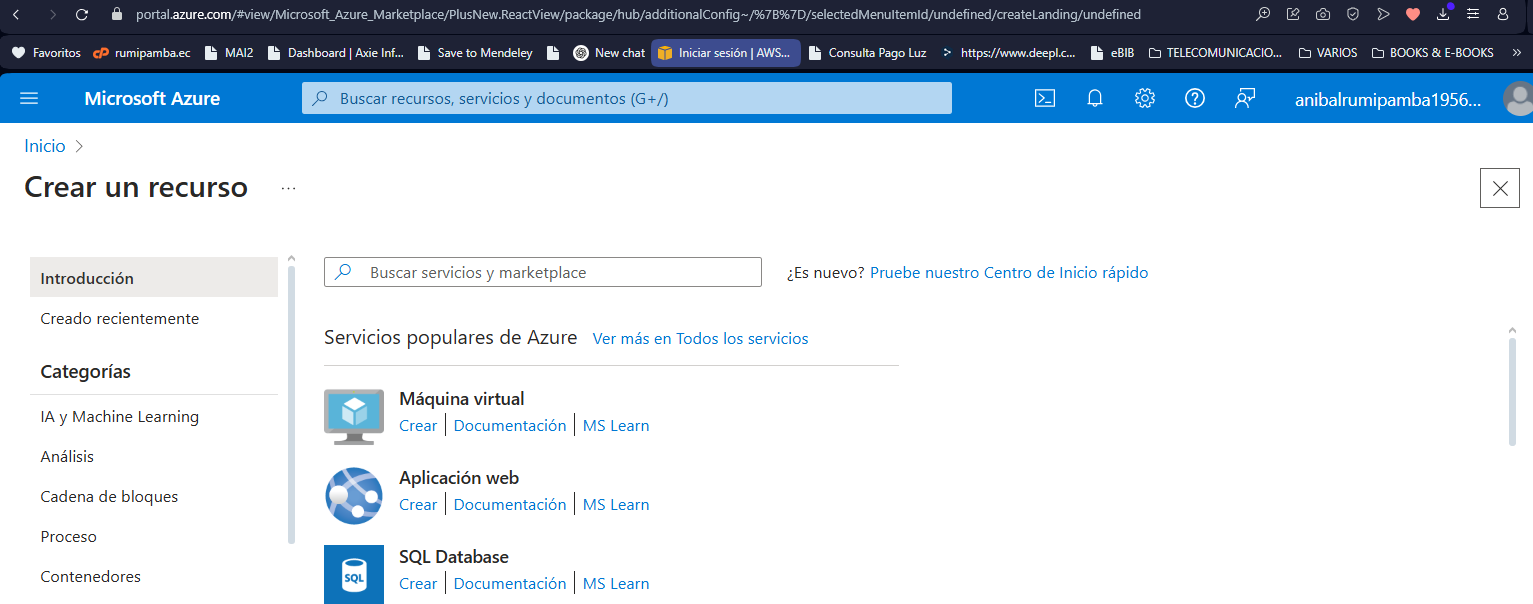 portal.azure.com/#view/Microsoft_Azure_Marketplace/PlusNew.ReactView/package/hub/additionalConfig~/%7B%7D/selectedMenuItemId/undefined/createLanding/undefined
Favoritos rumipamba.ec MAI2 Dashboard | Axie Inf... Save to Mendeley New chat Iniciar sesión | AWS... Consulta Pago Luz https://www.deepl.c... eBIB TELECOMUNICACIO... VARIOS BOOKS & E-BOOKS »
Microsoft Azure Buscar recursos, servicios y documentos (G+/) anibalrumipamba1956...
Inicio >
Crear un recurso ...
Introducción
Creado recientemente
Categorías
IA y Machine Learning
Análisis
Cadena de bloques
Proceso
Contenedores
Buscar servicios y marketplace ¿Es nuevo? Pruebe nuestro Centro de Inicio rápido
Servicios populares de Azure Ver más en Todos los servicios
Máquina virtual
Crear | Documentación | MS Learn
Aplicación web
Crear | Documentación | MS Learn
SQL Database
SQL
Crear | Documentación | MS Learn